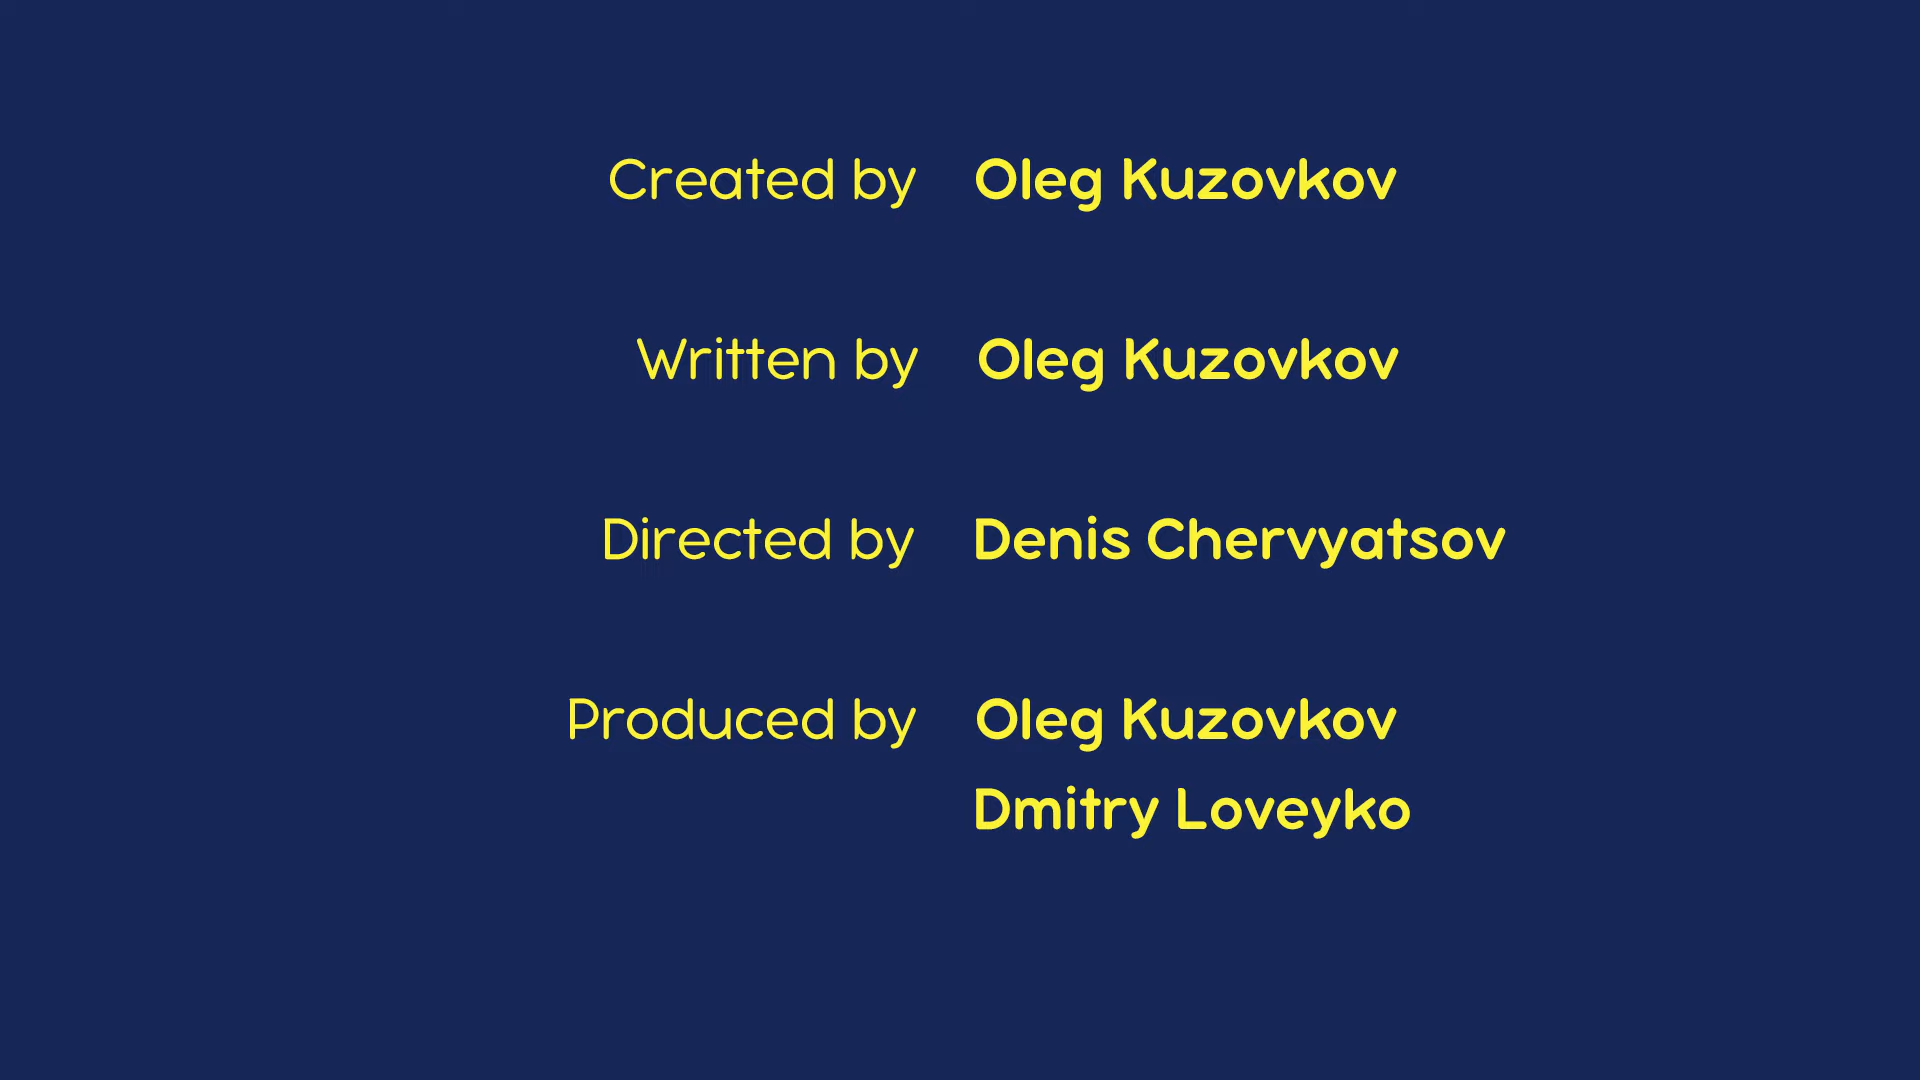 Created by Oleg Kuzovkov
Written by Oleg Kuzovkov
Directed by Denis Chervyatsov
Produced by Oleg Kuzovkov
Dmitry Loveyko